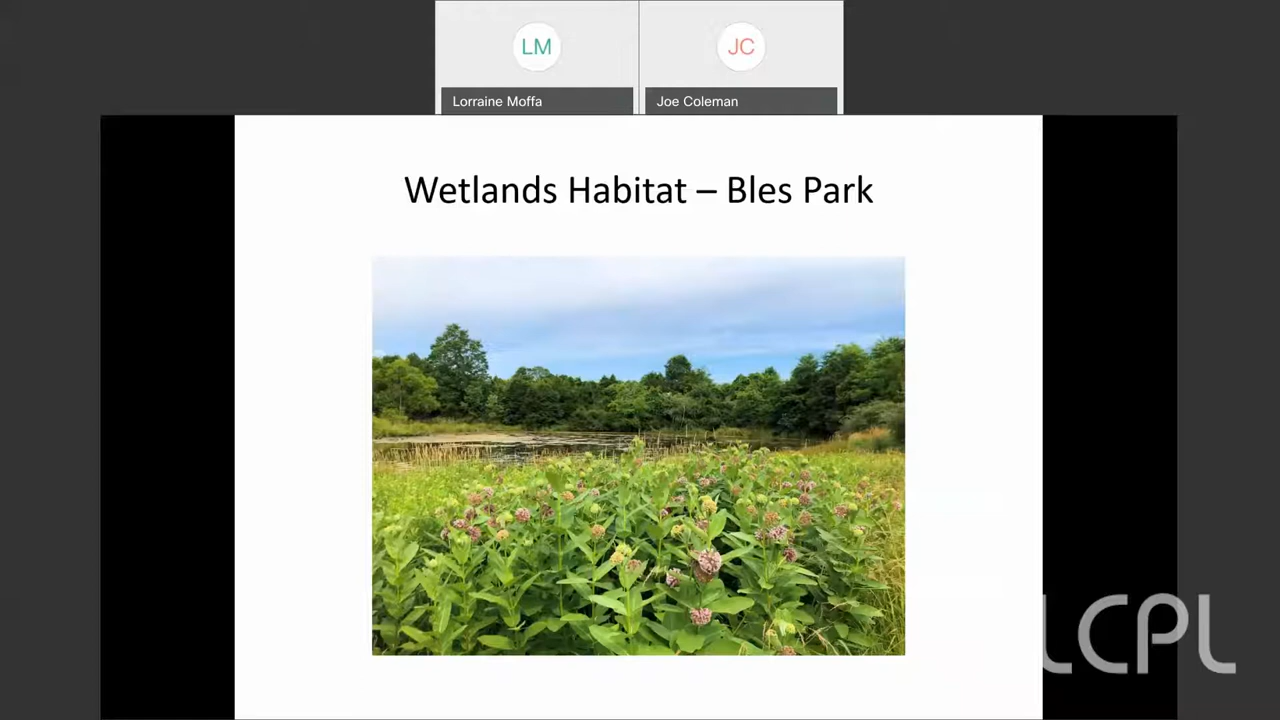 LM
JC
Lorraine Moffa
Joe Coleman
Wetlands Habitat – Bles Park
LCPL